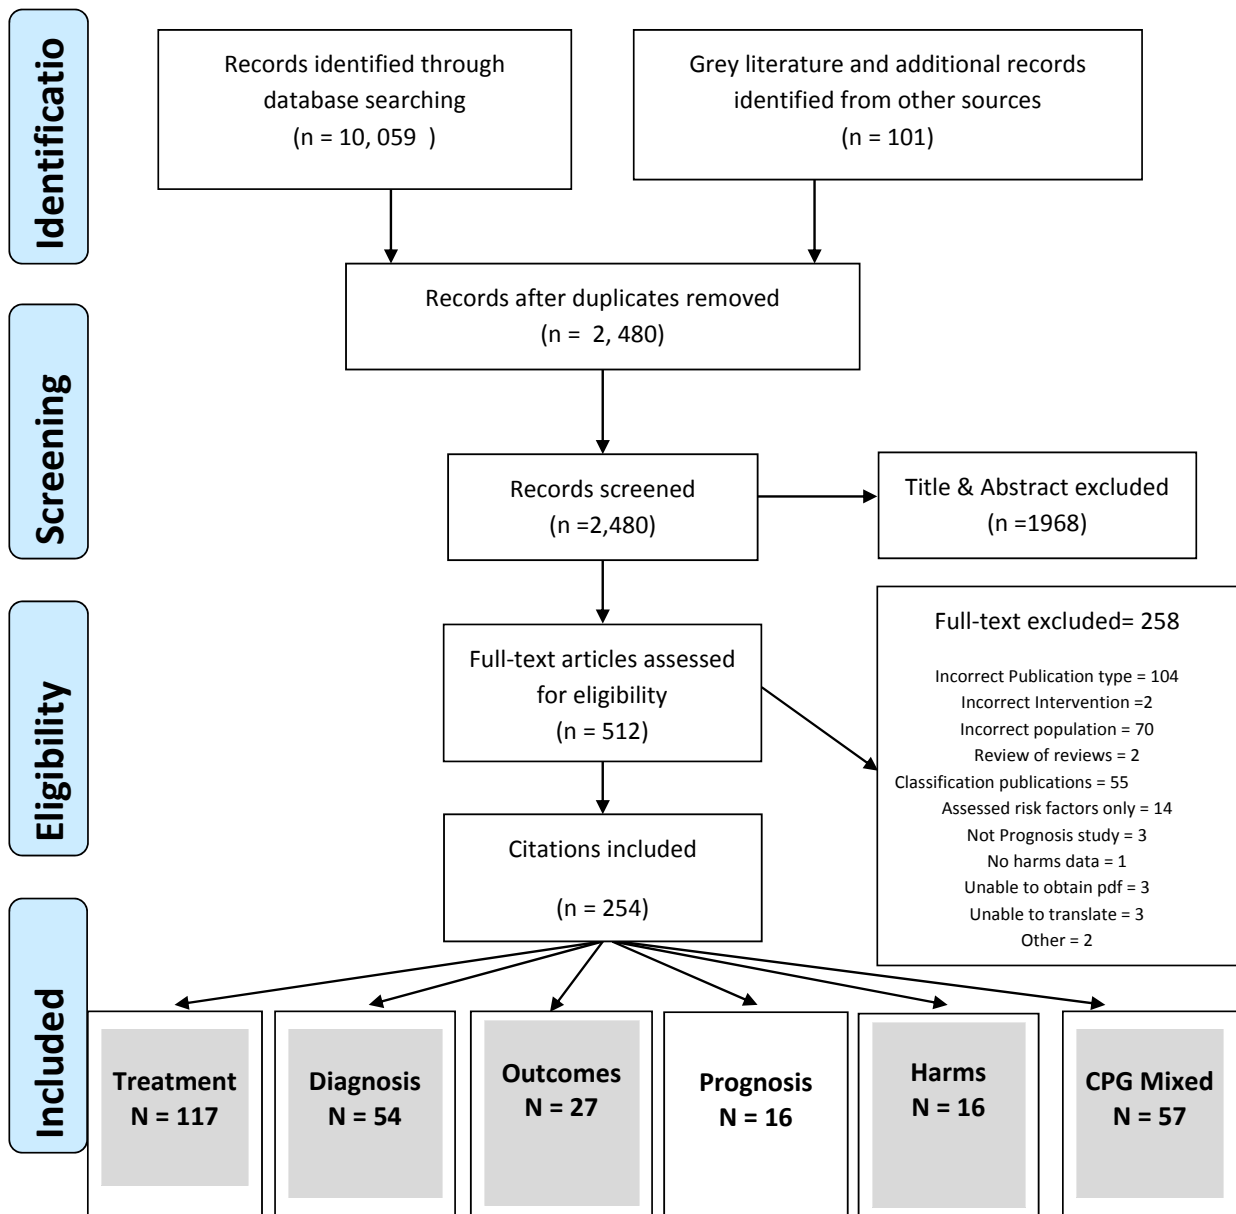 Identificatio
Records identified through
database searching
(n = 10, 059  )
Grey literature and additional records
identified from other sources
(n = 101)
Records after duplicates removed
(n =  2, 480)
Screening
Records screened
(n =2,480)
Title & Abstract excluded
(n =1968)
Eligibility
Full-text articles assessed
for eligibility
(n = 512)
Full-text excluded= 258
Incorrect Publication type = 104
Incorrect Intervention =2
Incorrect population = 70
Review of reviews = 2
Classification publications = 55
Assessed risk factors only = 14
Not Prognosis study = 3
No harms data = 1
Unable to obtain pdf = 3
Unable to translate = 3
Other = 2
Citations included
(n = 254)
Included
Treatment
N = 117
Diagnosis
N = 54
Outcomes
N = 27
Prognosis
N = 16
Harms
N = 16
CPG Mixed
N = 57